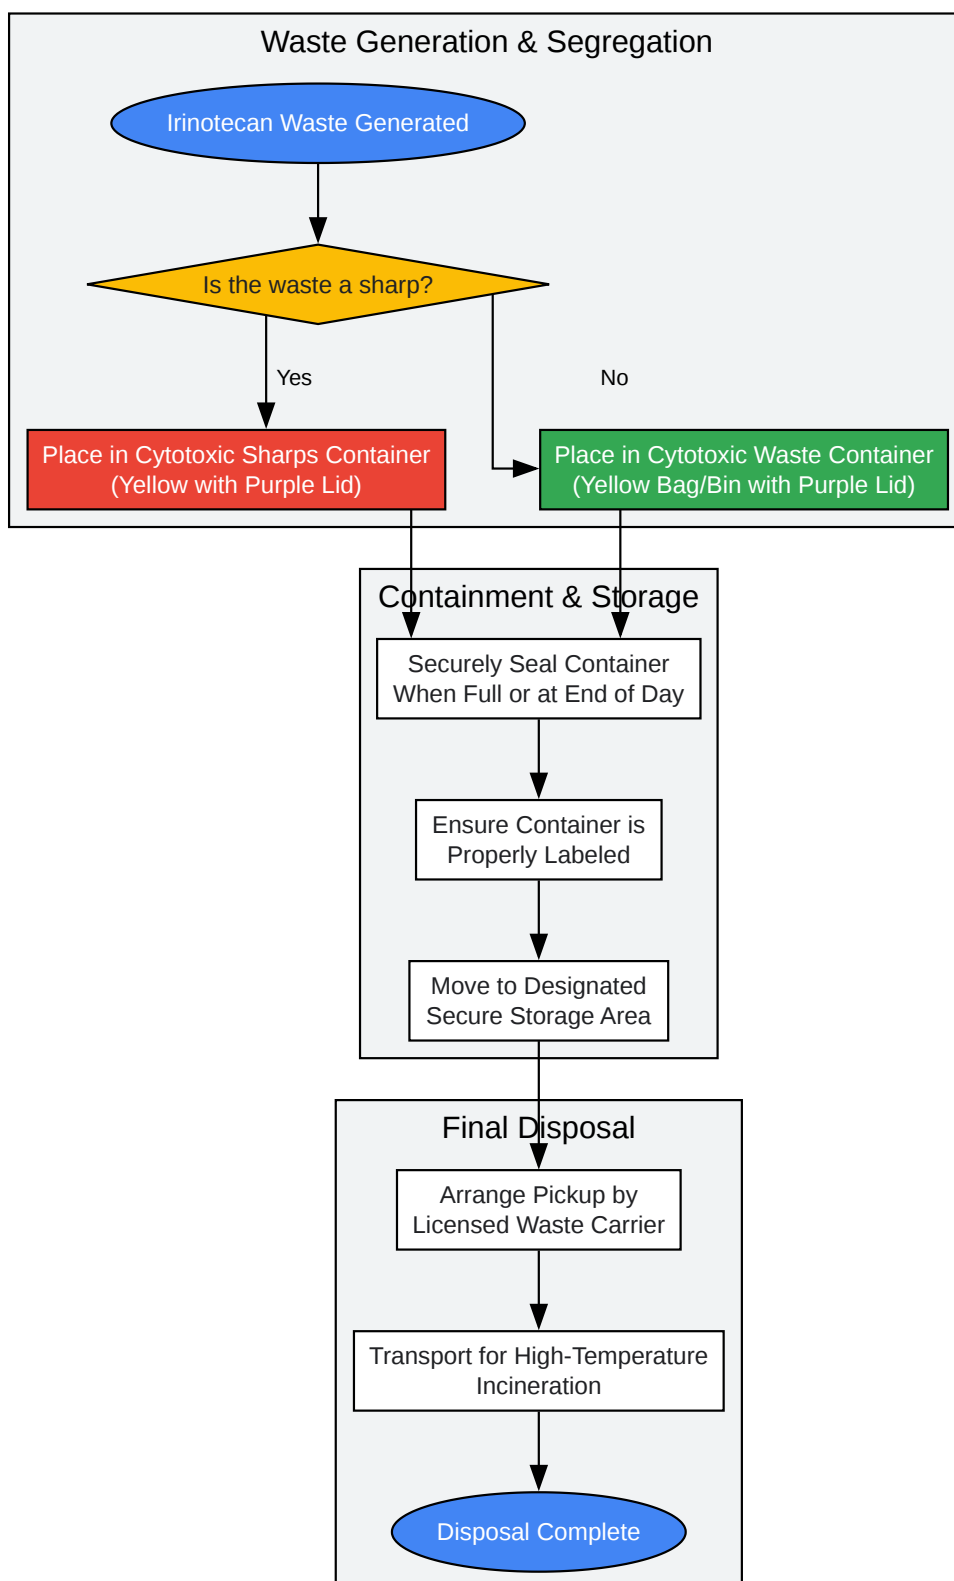 Waste Generation & Segregation
Irinotecan Waste Generated
Is the waste a sharp?
Yes
No
Place in Cytotoxic Sharps Container
(Yellow with Purple Lid)
Place in Cytotoxic Waste Container
(Yellow Bag/Bin with Purple Lid)
Containment & Storage
Securely Seal Container
When Full or at End of Day
Ensure Container is
Properly Labeled
Move to Designated
Secure Storage Area
Final Disposal
Arrange Pickup by
Licensed Waste Carrier
Transport for High-Temperature
Incineration
Disposal Complete